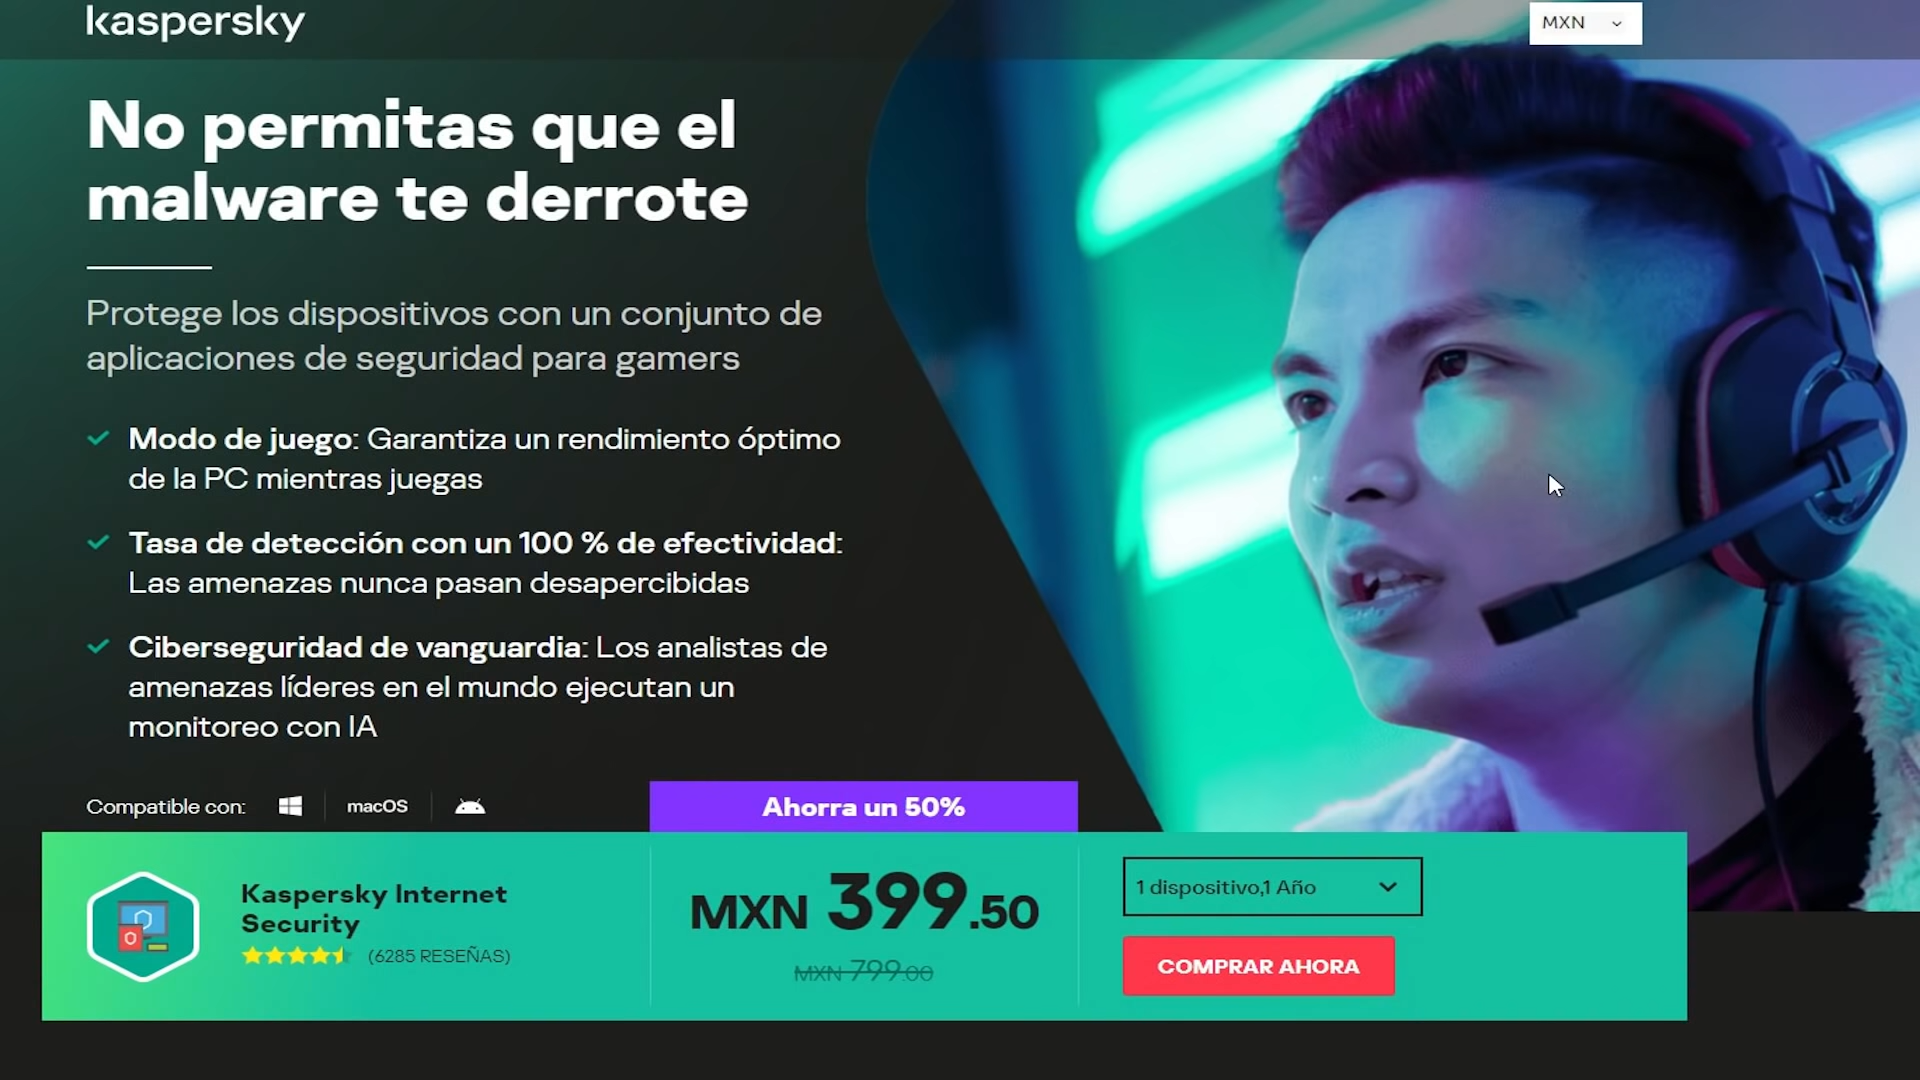 kaspersky
MXN
No permitas que el
malware te derrote
Protege los dispositivos con un conjunto de
aplicaciones de seguridad para gamers
Modo de juego: Garantiza un rendimiento óptimo
de la PC mientras juegas
Tasa de detección con un 100 % de efectividad:
Las amenazas nunca pasan desapercibidas
Ciberseguridad de vanguardia: Los analistas de
amenazas líderes en el mundo ejecutan un
monitoreo con IA
Compatible con: macOS
Ahorra un 50%
Kaspersky Internet
Security
(6285 RESEÑAS)
MXN 399.50
MXN 799.00
1 dispositivo,1 Año
COMPRAR AHORA